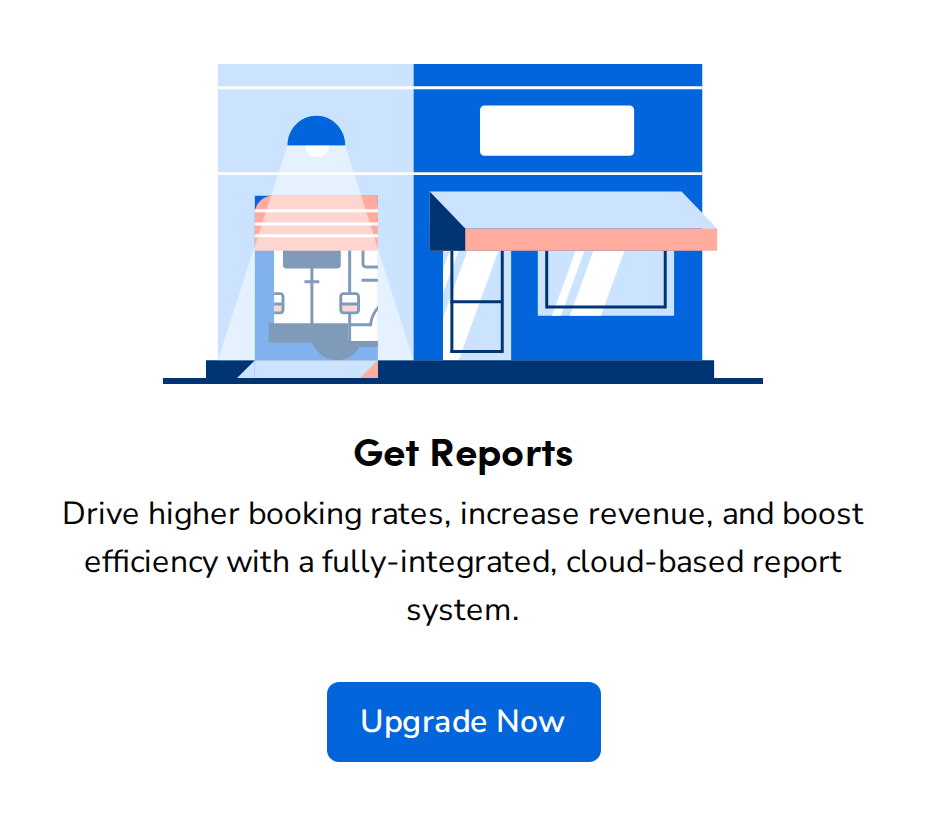 Get Reports
Drive higher booking rates, increase revenue, and boost
efficiency with a fully-integrated, cloud-based report
system.
Upgrade Now